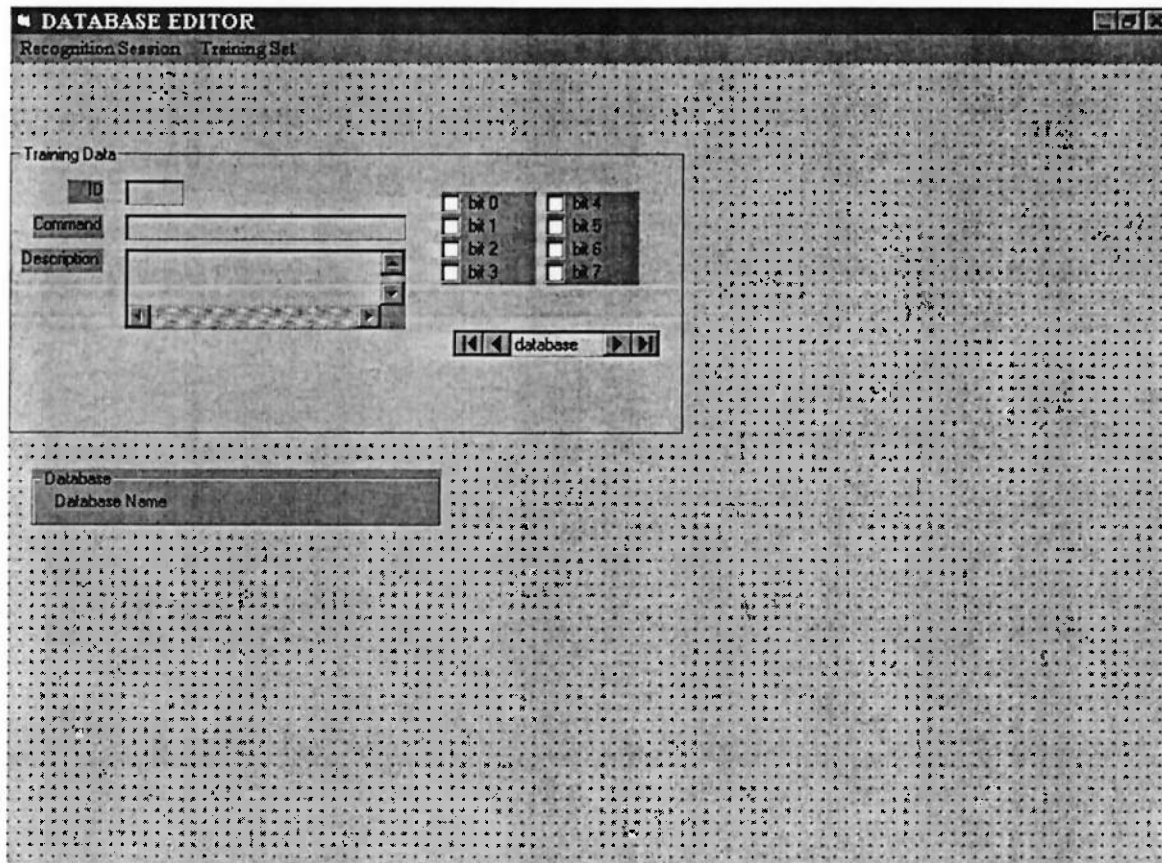 DATABASE EDITOR
Recognition Session Training Set
Training Data
ID
Command
Description
bit 0 bit 4
bit 1 bit 5
bit 2 bit 6
bit 3 bit 7
database
Database
Database Name